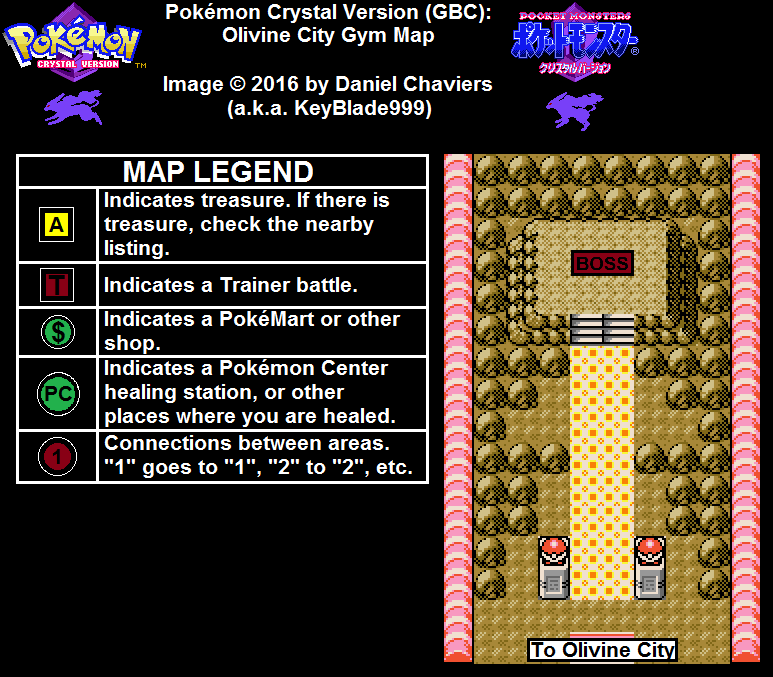 Pokémon
CRYSTAL VERSION
TM
Pokémon Crystal Version (GBC):
Olivine City Gym Map
Image © 2016 by Daniel Chaviers
(a.k.a. KeyBlade999)
POCKET MONSTERS
ポケットモンスター
®
クリスタルバージョン
MAP LEGEND
A
Indicates treasure. If there is
treasure, check the nearby
listing.
T
Indicates a Trainer battle.
$
Indicates a PokéMart or other
shop.
PC
Indicates a Pokémon Center
healing station, or other
places where you are healed.
1
Connections between areas.
"1" goes to "1", "2" to "2", etc.
BOSS
To Olivine City